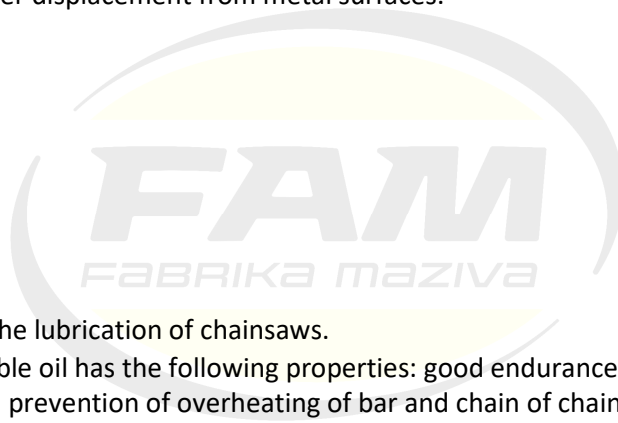 er displacement from metal surfaces.
FAM
FABRIKA MAZIVA
he lubrication of chainsaws.
ble oil has the following properties: good endurance
prevention of overheating of bar and chain of chain